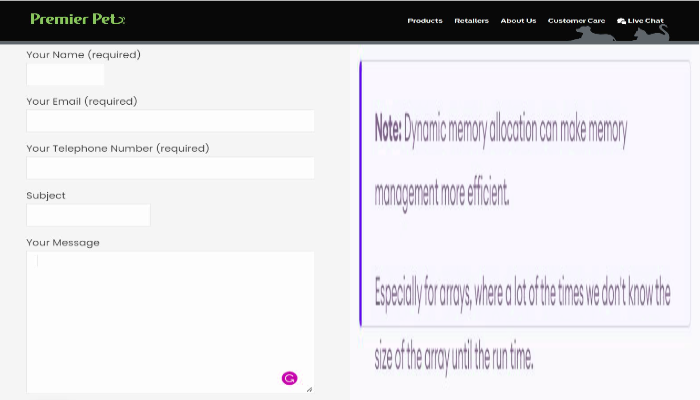 Premier Pet
Products Retailers About Us Customer Care Live Chat
Your Name (required)
Your Email (required)
Your Telephone Number (required)
Subject
Your Message
Note: Dynamic memory allocation can make memory
management more efficient.
Especially for arrays, where a lot of the times we don't know the
size of the array until the run time.